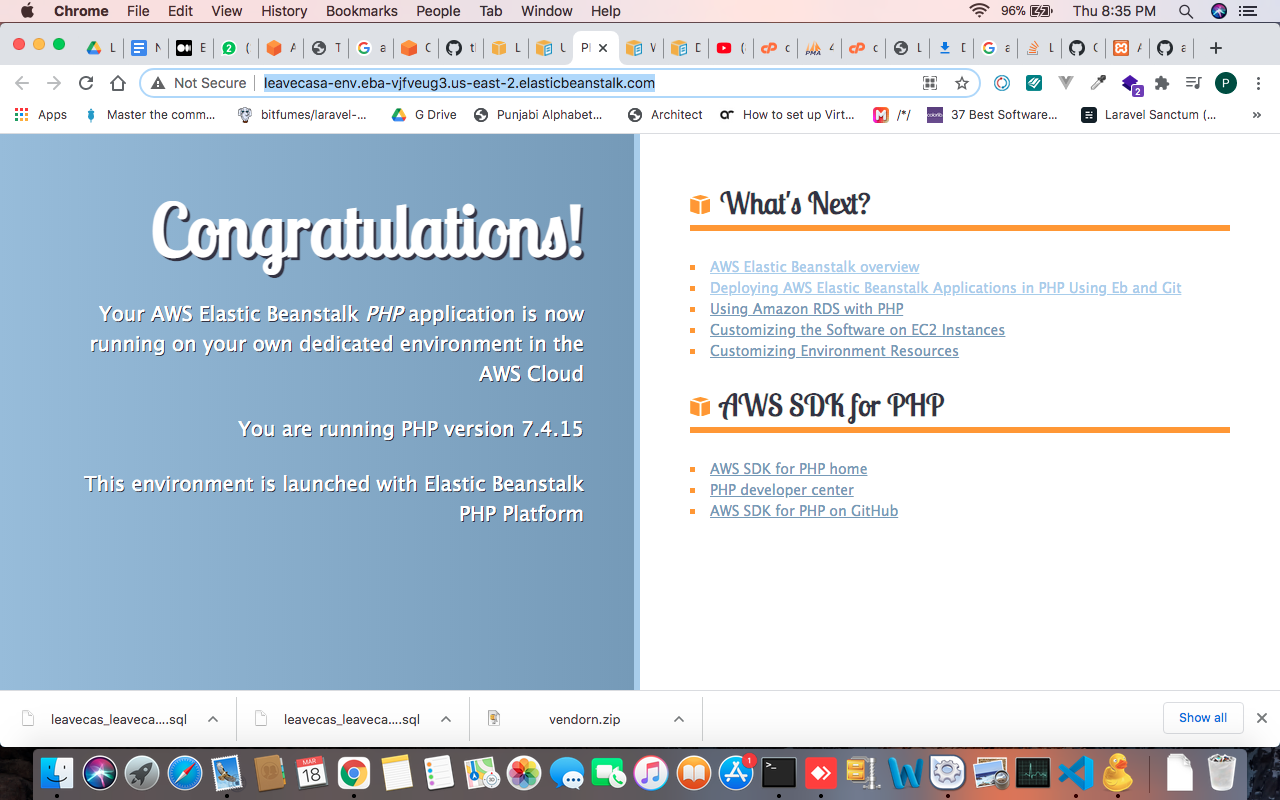 Chrome File Edit View History Bookmarks People Tab Window Help 96% Thu 8:35 PM
L N E 2 ( A T a C t L U P V D ( c 4 c L D a L C A a
PMA
Not Secure leavecasa-env.eba-vjfveug3.us-east-2.elasticbeanstalk.com P
2
Apps Master the comm... bitfumes/laravel-... G Drive Punjabi Alphabet... Architect How to set up Virt... /*/ 37 Best Software... Laravel Sanctum (... »
Congratulations!
Your AWS Elastic Beanstalk PHP application is now
running on your own dedicated environment in the
AWS Cloud
You are running PHP version 7.4.15
This environment is launched with Elastic Beanstalk
PHP Platform
What's Next?
AWS Elastic Beanstalk overview
Deploying AWS Elastic Beanstalk Applications in PHP Using Eb and Git
Using Amazon RDS with PHP
Customizing the Software on EC2 Instances
Customizing Environment Resources
AWS SDK for PHP
AWS SDK for PHP home
PHP developer center
AWS SDK for PHP on GitHub
leavecas_leaveca....sql leavecas_leaveca....sql vendorn.zip Show all
MAR
18
1